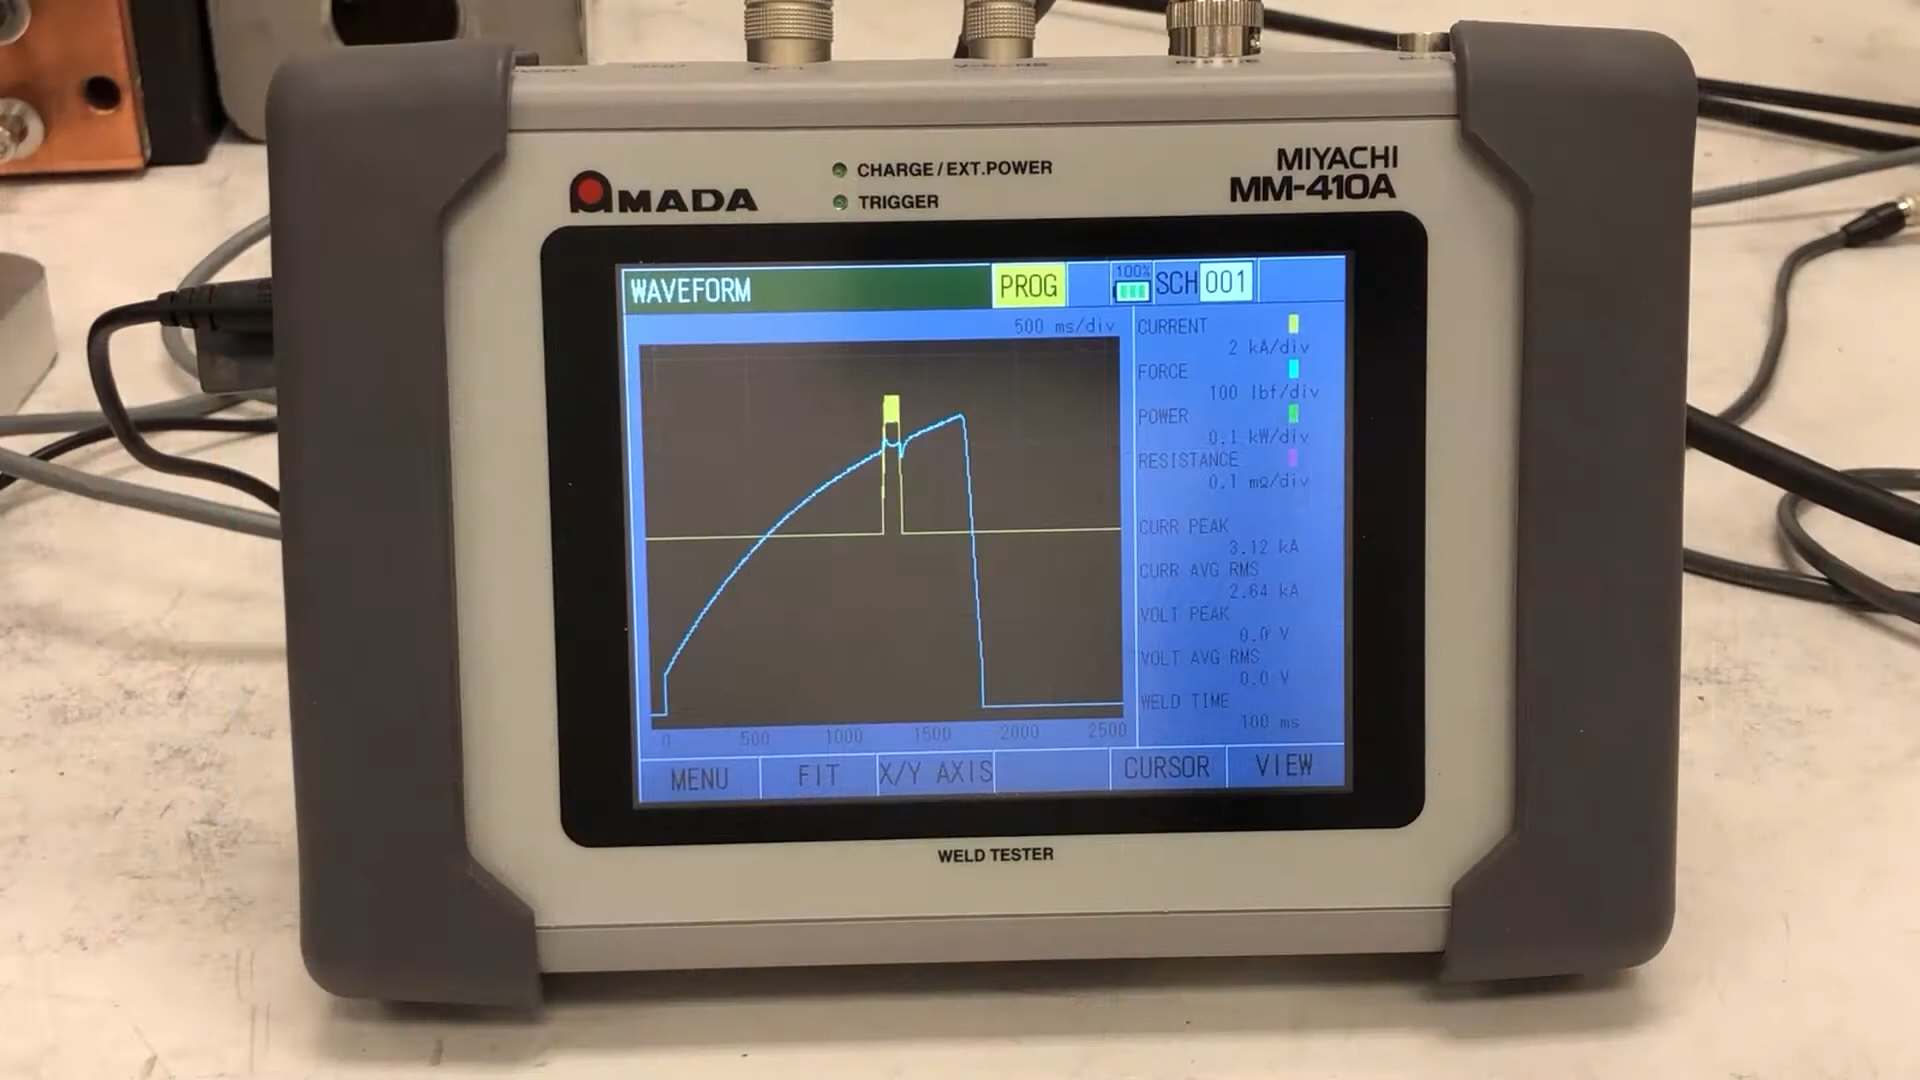 AMADA
CHARGE/EXT.POWER
TRIGGER
MIYACHI
MM-410A
WAVEFORM
PROG
100%
SCH 001
500 ms/div
CURRENT
2 kA/div
FORCE
100 lbf/div
POWER
0.1 kW/div
RESISTANCE
0.1 mΩ/div
CURR PEAK
3.12 kA
CURR AVG RMS
2.64 kA
VOLT PEAK
0.0 V
VOLT AVG RMS
0.0 V
WELD TIME
100 ms
0 500 1000 1500 2000 2500
MENU FIT X/Y AXIS CURSOR VIEW
WELD TESTER